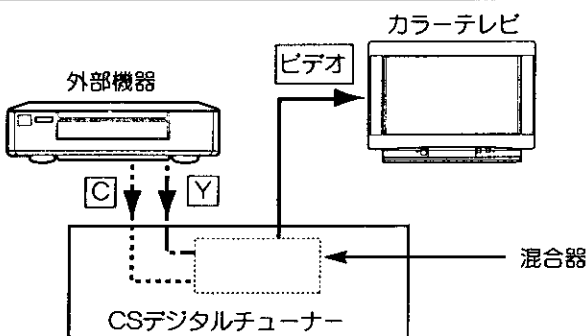 カラーテレビ
ビデオ
外部機器
C
Y
混合器
CSデジタルチューナー